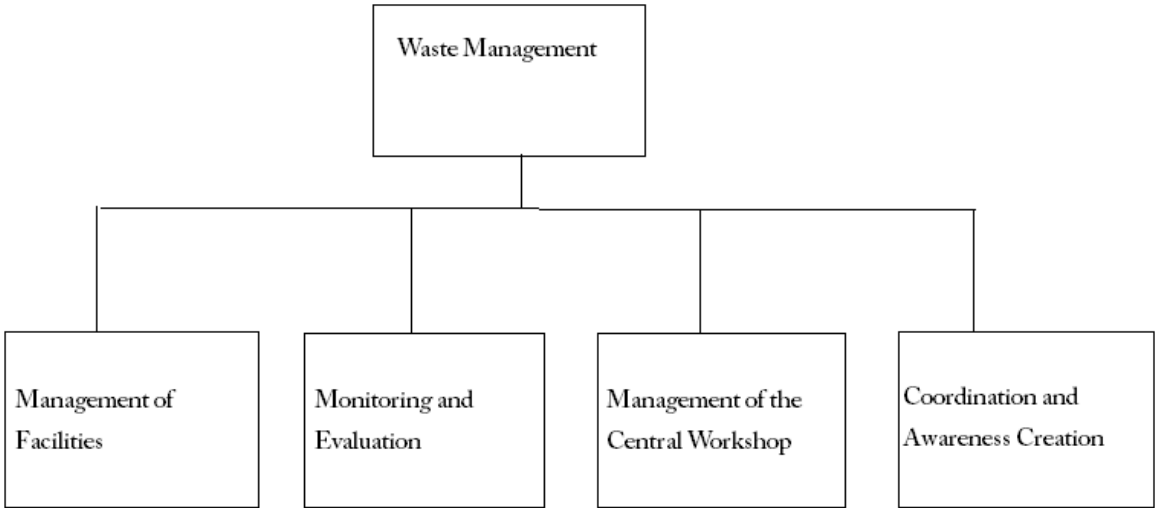 Waste Management
Management of
Facilities
Monitoring and
Evaluation
Management of the
Central Workshop
Coordination and
Awareness Creation